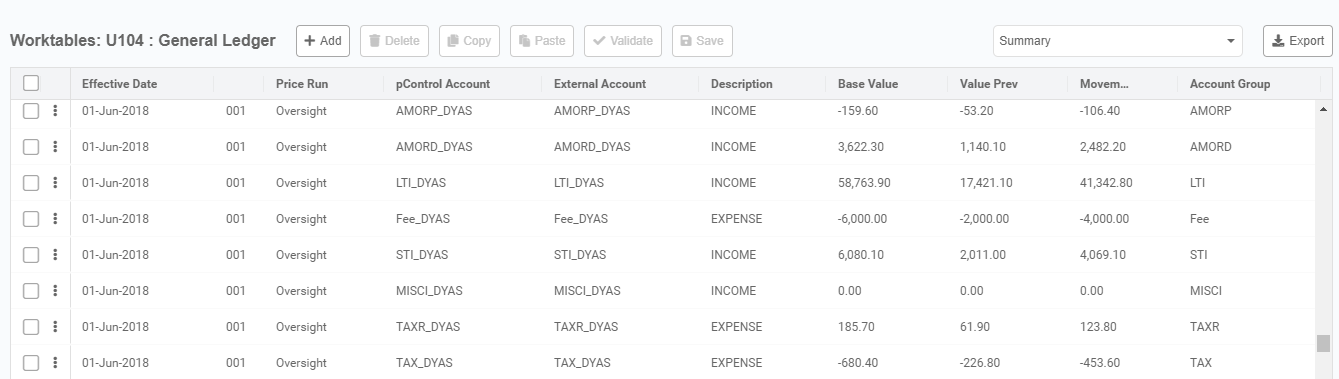 Worktables: U104 : General Ledger + Add Delete Copy Paste Validate Save Summary Export
Effective Date Price Run pControl Account External Account Description Base Value Value Prev Movem... Account Group
01-Jun-2018 001 Oversight AMORP_DYAS AMORP_DYAS INCOME -159.60 -53.20 -106.40 AMORP
01-Jun-2018 001 Oversight AMORD_DYAS AMORD_DYAS INCOME 3,622.30 1,140.10 2,482.20 AMORD
01-Jun-2018 001 Oversight LTI_DYAS LTI_DYAS INCOME 58,763.90 17,421.10 41,342.80 LTI
01-Jun-2018 001 Oversight Fee_DYAS Fee_DYAS EXPENSE -6,000.00 -2,000.00 -4,000.00 Fee
01-Jun-2018 001 Oversight STI_DYAS STI_DYAS INCOME 6,080.10 2,011.00 4,069.10 STI
01-Jun-2018 001 Oversight MISCI_DYAS MISCI_DYAS INCOME 0.00 0.00 0.00 MISCI
01-Jun-2018 001 Oversight TAXR_DYAS TAXR_DYAS EXPENSE 185.70 61.90 123.80 TAXR
01-Jun-2018 001 Oversight TAX_DYAS TAX_DYAS EXPENSE -680.40 -226.80 -453.60 TAX